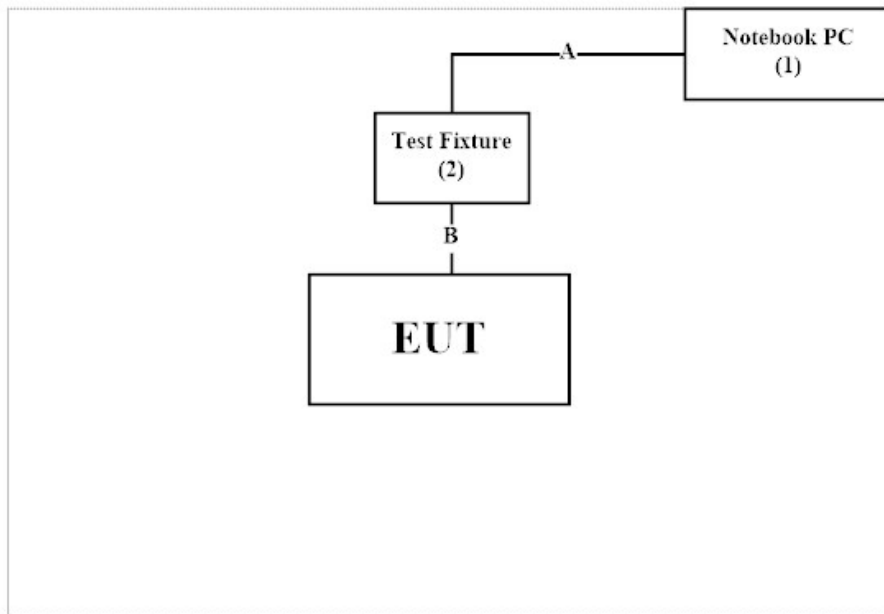 Notebook PC
(1)
A
Test Fixture
(2)
B
EUT